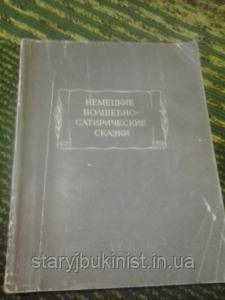 НЕМЕЦКИЕ
ВОЛШЕБНО-
САТИРИЧЕСКИЕ
СКАЗКИ
staryjbukinist.in.ua